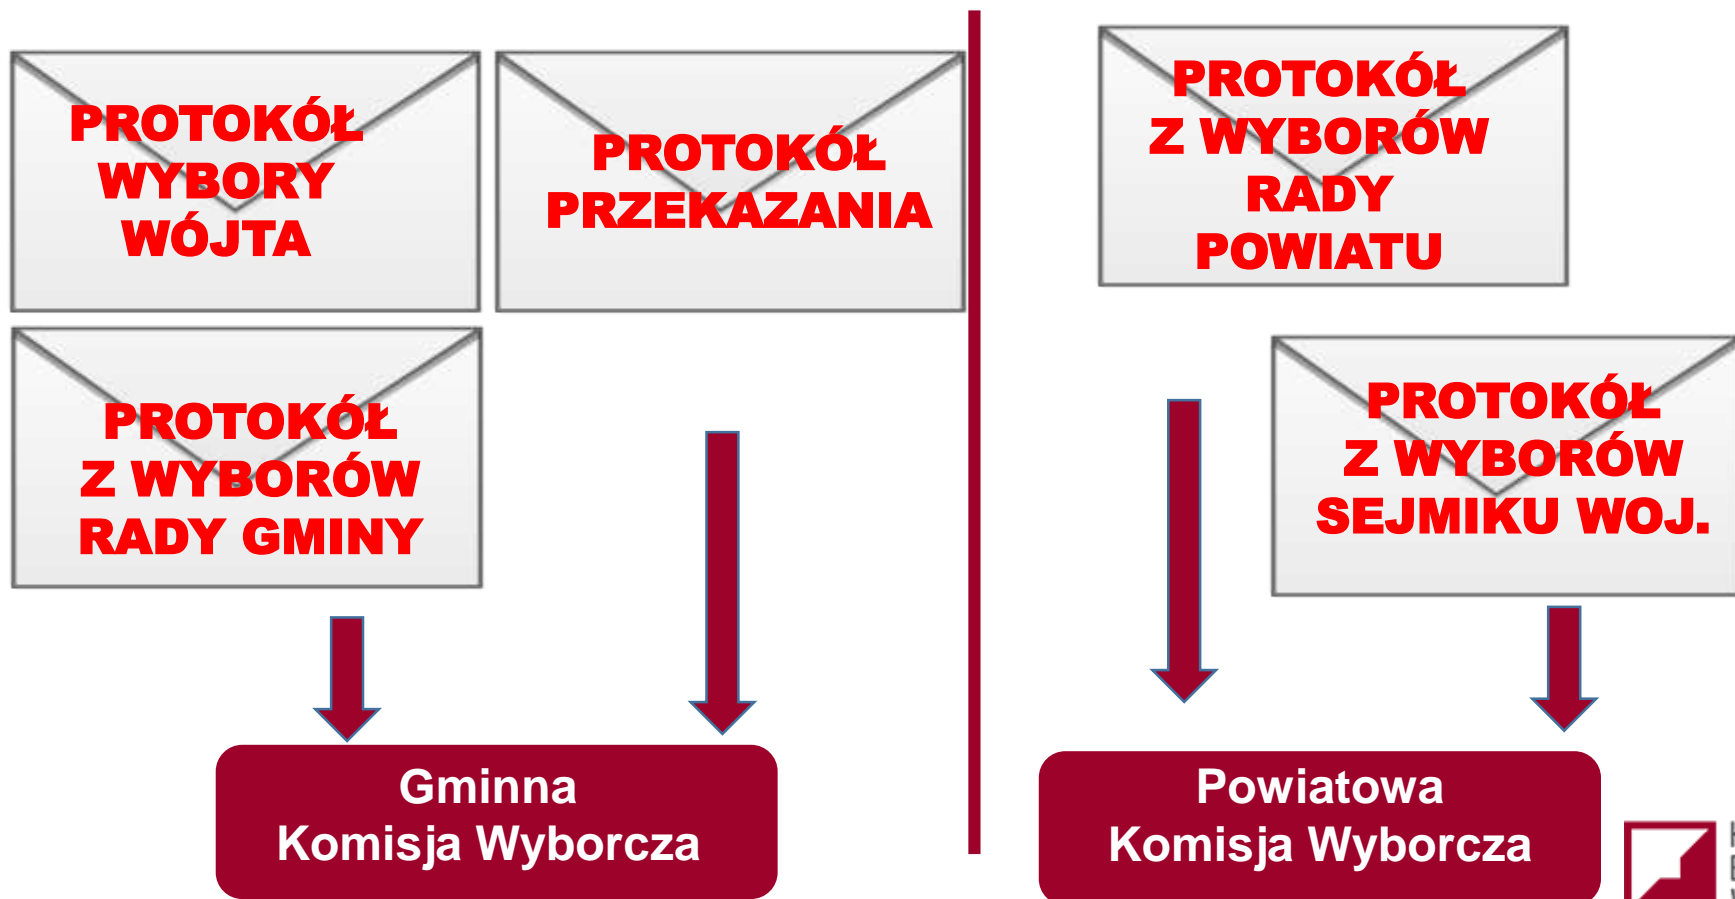 PROTOKÓŁ
WYBORY
WÓJTA
PROTOKÓŁ
PRZEKAZANIA
PROTOKÓŁ
Z WYBORÓW
RADY GMINY
Gminna
Komisja Wyborcza
PROTOKÓŁ
Z WYBORÓW
RADY
POWIATU
PROTOKÓŁ
Z WYBORÓW
SEJMIKU WOJ.
Powiatowa
Komisja Wyborcza